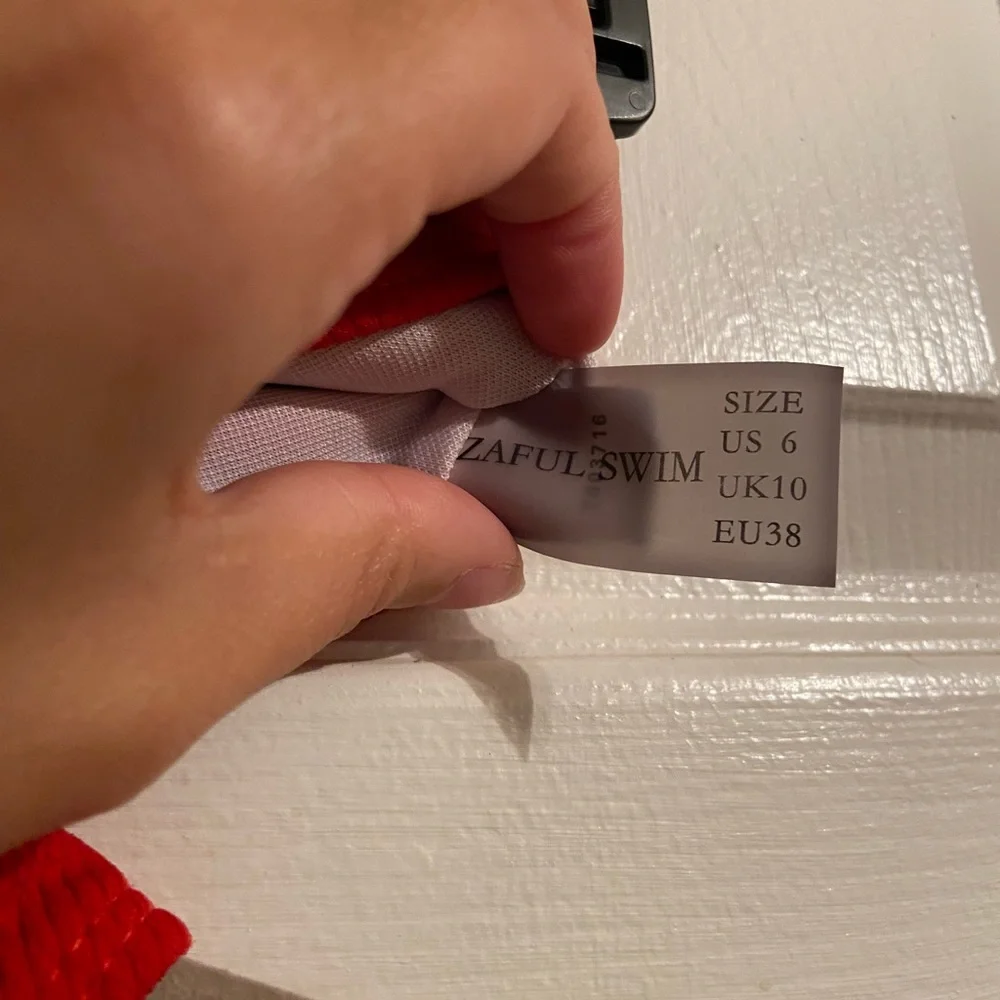 ZAFUL SWIM
SIZE
US 6
UK10
EU38